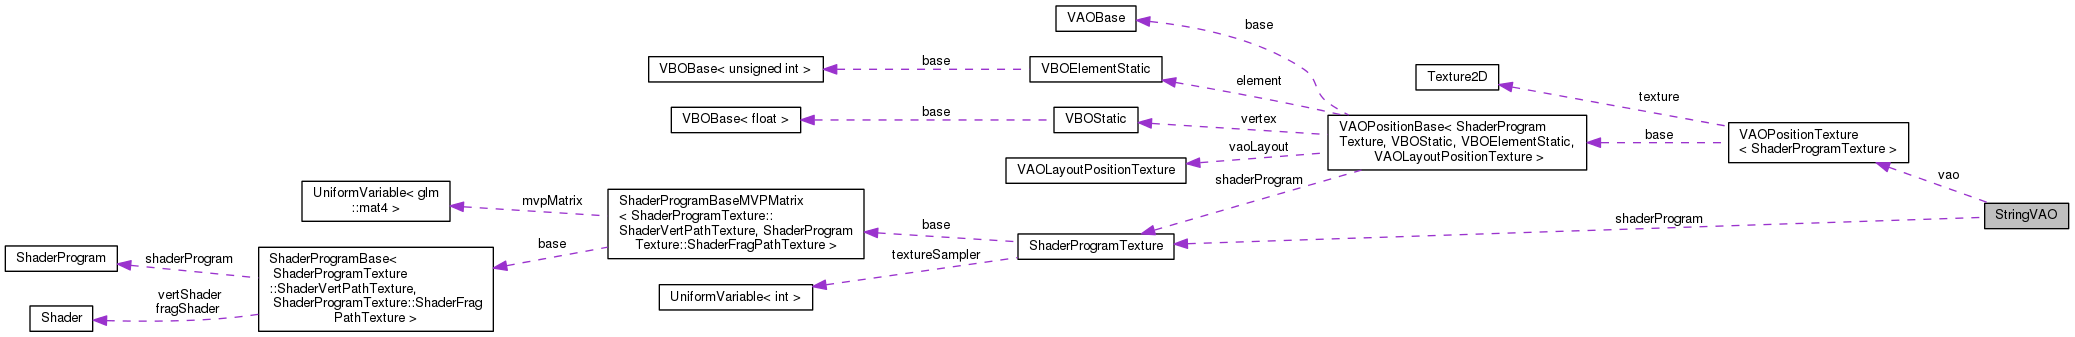 VAOBase
base
VBOBase< unsigned int >
base
VBOElementStatic
element
Texture2D
texture
VBOBase< float >
base
VBOStatic
vertex
VAOPositionBase< ShaderProgram
Texture, VBOStatic, VBOElementStatic,
VAOLayoutPositionTexture >
base
VAOPositionTexture
< ShaderProgramTexture >
vaoLayout
VAOLayoutPositionTexture
vao
shaderProgram
StringVAO
UniformVariable< glm
::mat4 >
mvpMatrix
ShaderProgramBaseMVPMatrix
< ShaderProgramTexture::
ShaderVertPathTexture, ShaderProgram
Texture::ShaderFragPathTexture >
base
ShaderProgramTexture
shaderProgram
textureSampler
UniformVariable< int >
base
ShaderProgram
shaderProgram
ShaderProgramBase<
ShaderProgramTexture
::ShaderVertPathTexture,
ShaderProgramTexture::ShaderFrag
PathTexture >
vertShader
fragShader
Shader